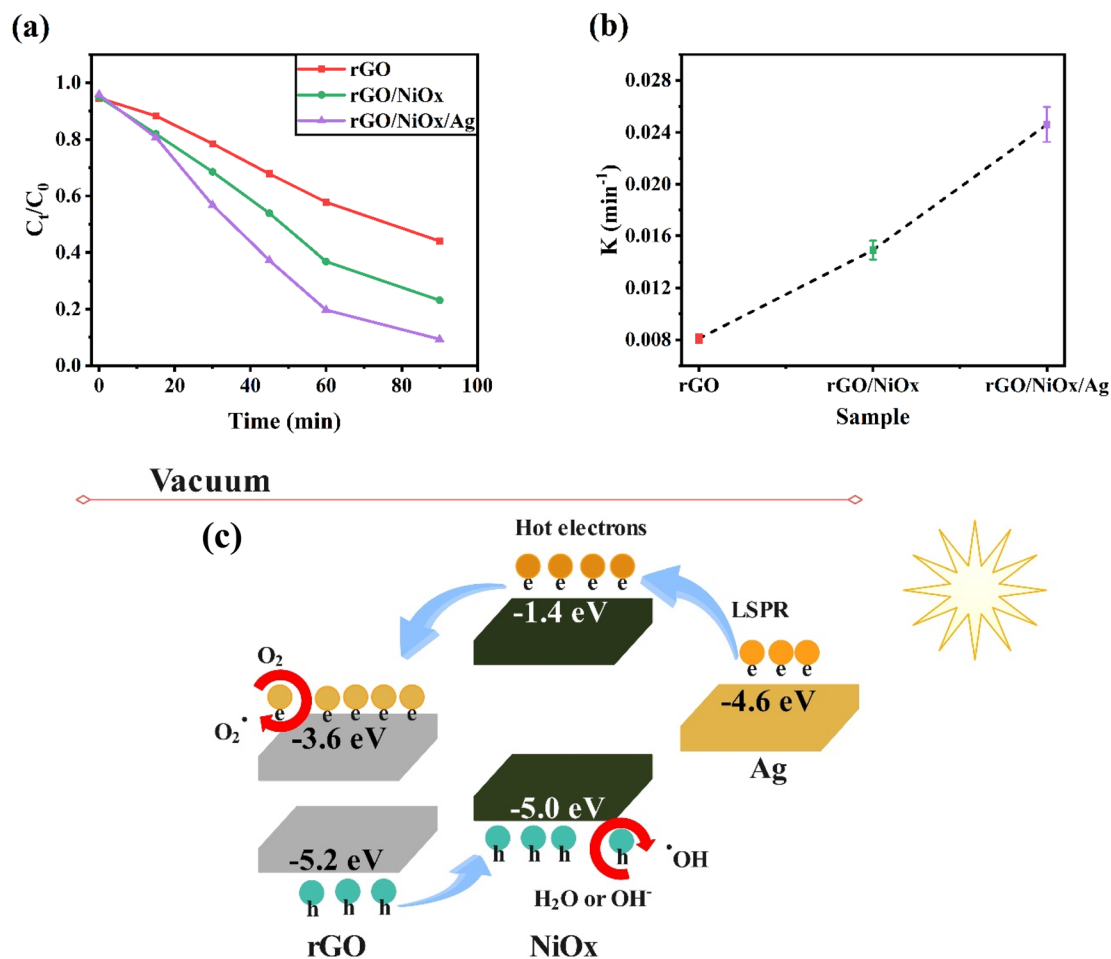 (a)
1.0
0.8
0.6
0.4
0.2
0.0
Ct/C0
0 20 40 60 80 100
Time (min)
rGO
rGO/NiOx
rGO/NiOx/Ag
(b)
0.028
0.024
0.020
0.016
0.012
0.008
K (min-1)
rGO rGO/NiOx rGO/NiOx/Ag
Sample
Vacuum
(c)
Hot electrons
e e e e
-1.4 eV
LSPR
e e e
-4.6 eV
Ag
O2
O2•
e e e e e
-3.6 eV
-5.0 eV
h h h h
•OH
H2O or OH-
-5.2 eV
h h h
rGO
NiOx